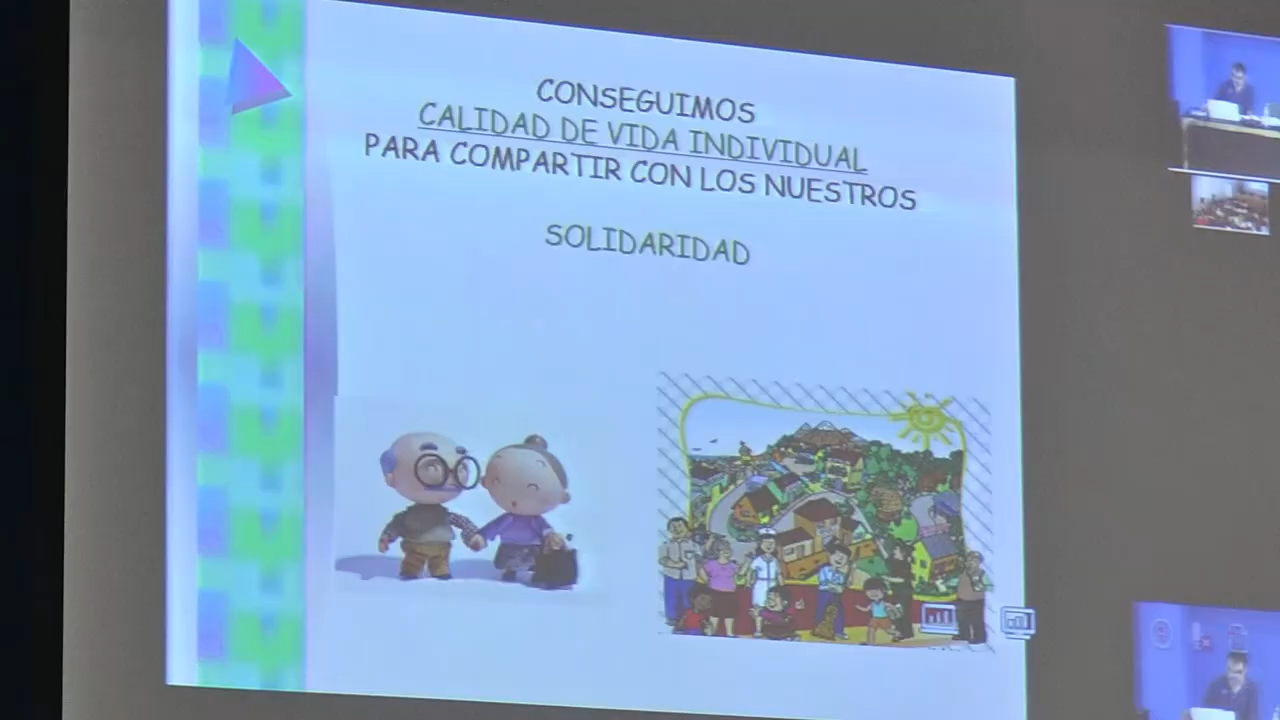 CONSEGUIMOS
CALIDAD DE VIDA INDIVIDUAL
PARA COMPARTIR CON LOS NUESTROS
SOLIDARIDAD